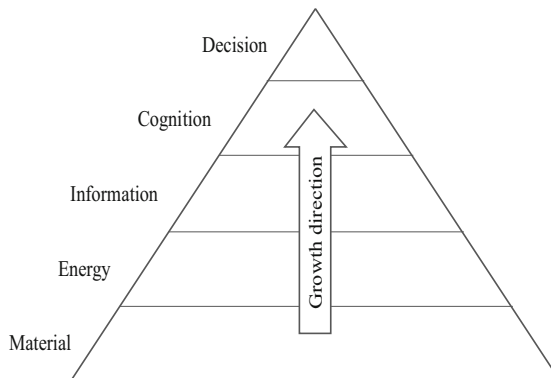 Decision
Cognition
Information
Energy
Material
Growth direction